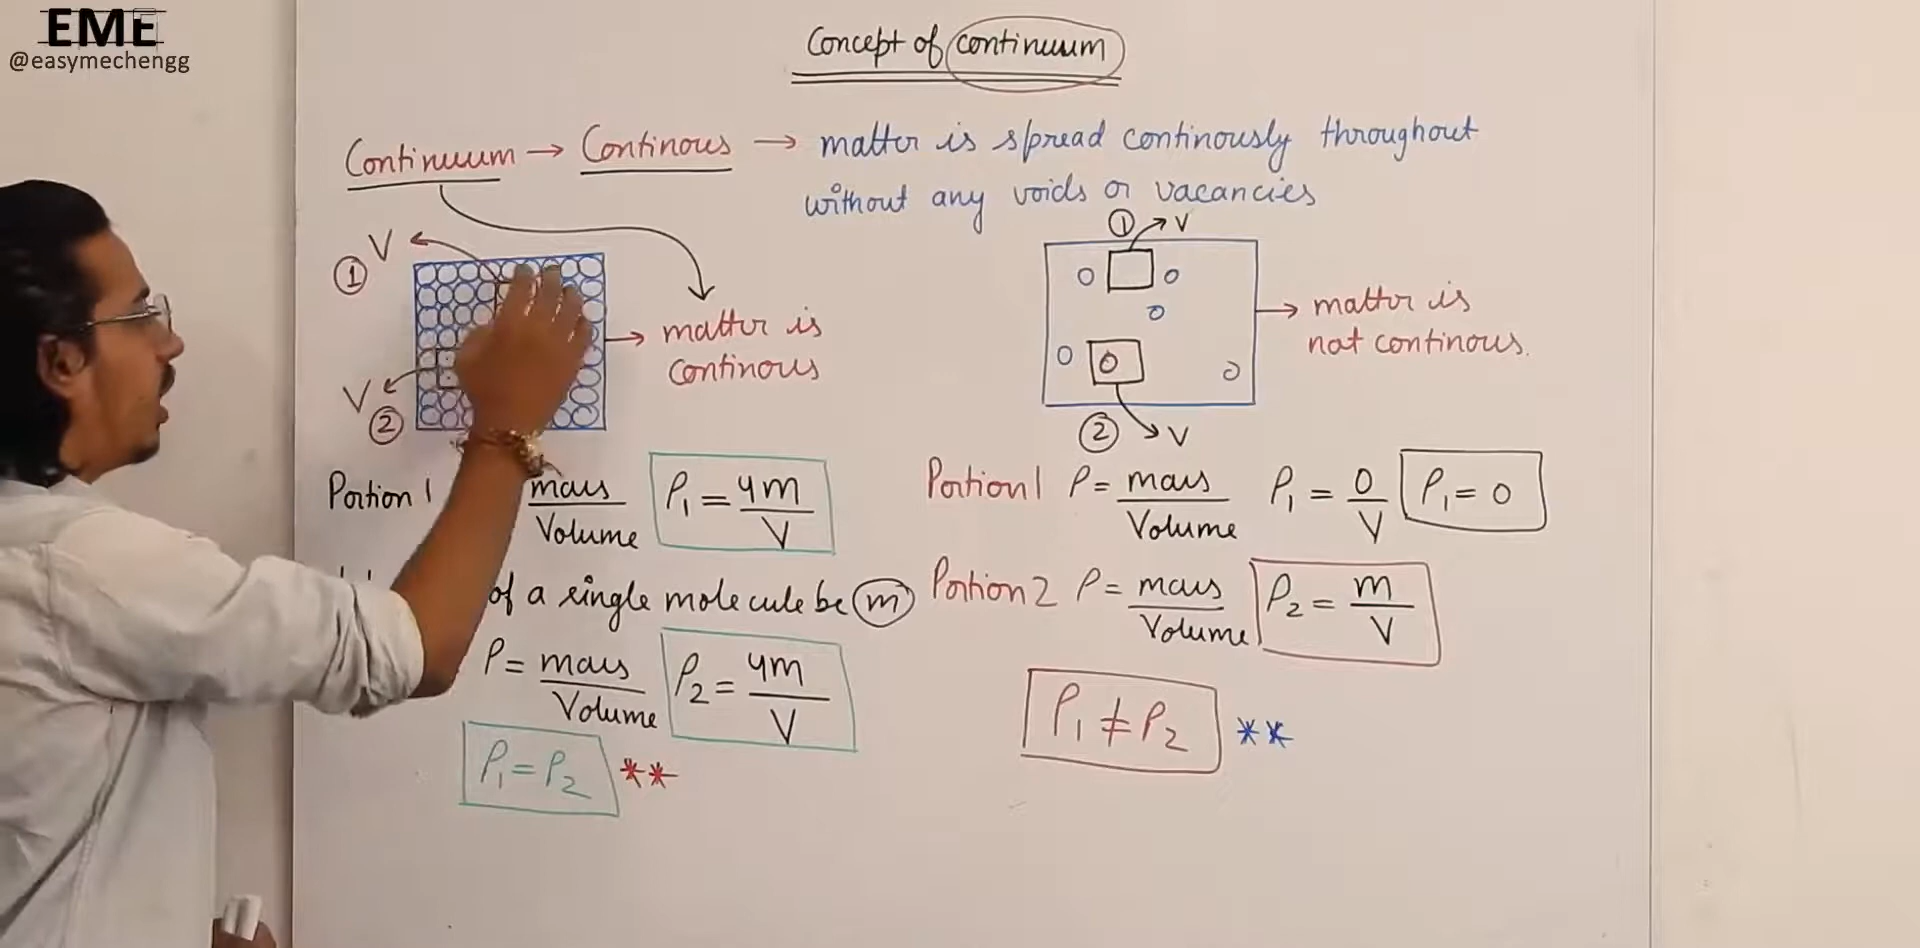 EME
@easymechengg
Concept of continuum
Continuum → Continous → matter is spread continously throughout
without any voids or vacancies
① V
V ②
matter is
continous
① V
② V
matter is
not continous.
Portion 1 mass/Volume ρ₁ = 4m/V
of a single molecule be m
ρ = mass/Volume ρ₂ = 4m/V
ρ₁ = ρ₂ **
Portion 1 ρ = mass/Volume ρ₁ = 0/V ρ₁ = 0
Portion 2 ρ = mass/Volume ρ₂ = m/V
ρ₁ ≠ ρ₂ **